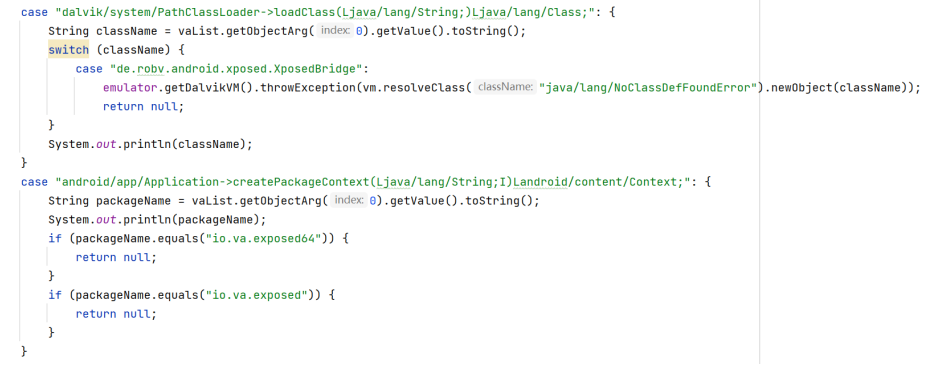 case "dalvik/system/PathClassLoader->loadClass(Ljava/lang/String;)Ljava/lang/Class;": {
    String className = vaList.getObjectArg( index: 0).getValue().toString();
    switch (className) {
        case "de.robv.android.xposed.XposedBridge":
            emulator.getDalvikVM().throwException(vm.resolveClass( className: "java/lang/NoClassDefFoundError").newObject(className));
            return null;
    }
    System.out.println(className);
}
case "android/app/Application->createPackageContext(Ljava/lang/String;I)Landroid/content/Context;": {
    String packageName = vaList.getObjectArg( index: 0).getValue().toString();
    System.out.println(packageName);
    if (packageName.equals("io.va.exposed64")) {
        return null;
    }
    if (packageName.equals("io.va.exposed")) {
        return null;
    }
}